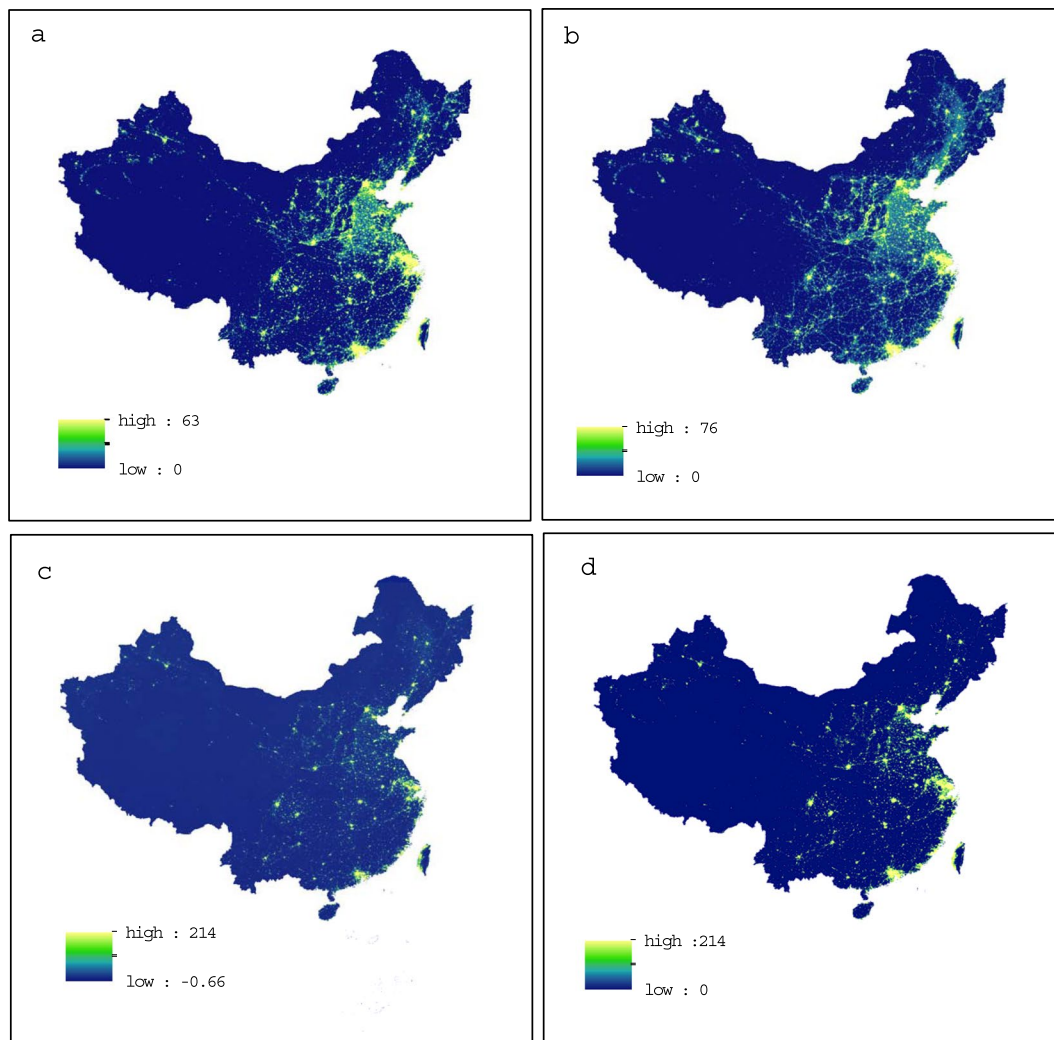 a
high : 63
low : 0
b
high : 76
low : 0
c
high : 214
low : -0.66
d
high :214
low : 0